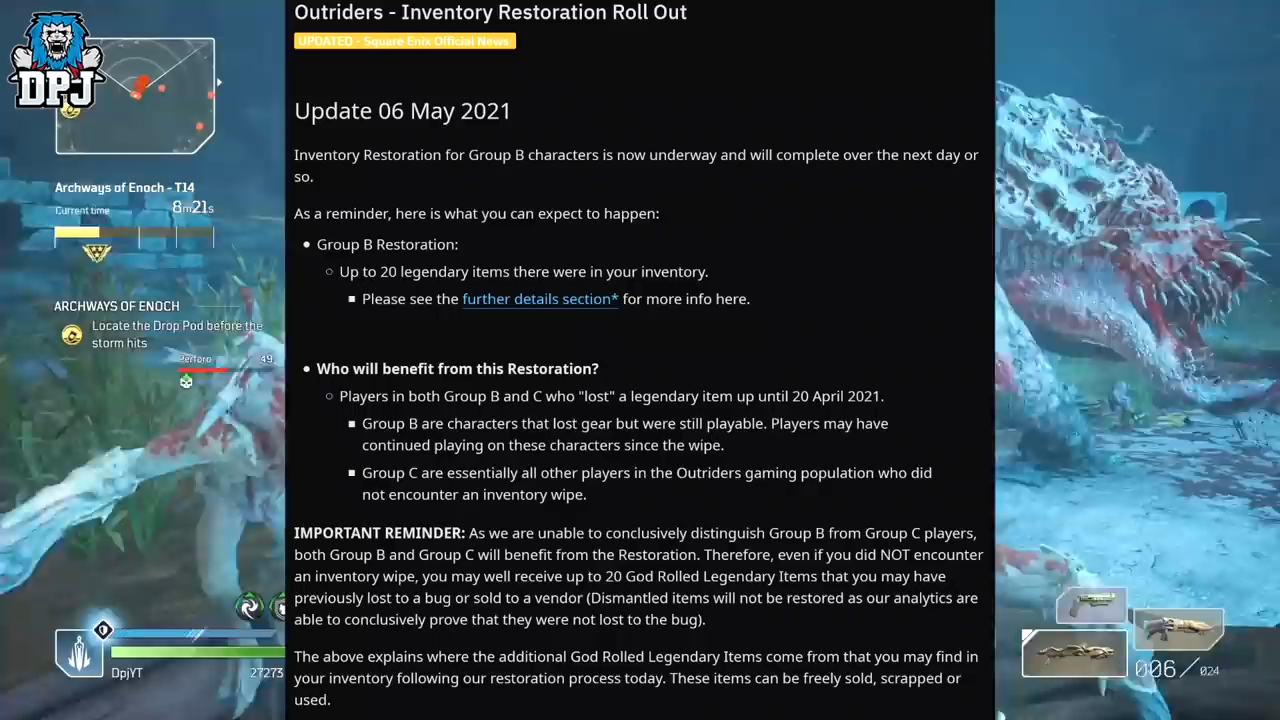 Outriders - Inventory Restoration Roll Out
UPDATED - Square Enix Official News
DPJ
Update 06 May 2021
Inventory Restoration for Group B characters is now underway and will complete over the next day or
so.
As a reminder, here is what you can expect to happen:
• Group B Restoration:
○ Up to 20 legendary items there were in your inventory.
■ Please see the further details section* for more info here.
• Who will benefit from this Restoration?
○ Players in both Group B and C who "lost" a legendary item up until 20 April 2021.
■ Group B are characters that lost gear but were still playable. Players may have
continued playing on these characters since the wipe.
■ Group C are essentially all other players in the Outriders gaming population who did
not encounter an inventory wipe.
IMPORTANT REMINDER: As we are unable to conclusively distinguish Group B from Group C players,
both Group B and Group C will benefit from the Restoration. Therefore, even if you did NOT encounter
an inventory wipe, you may well receive up to 20 God Rolled Legendary Items that you may have
previously lost to a bug or sold to a vendor (Dismantled items will not be restored as our analytics are
able to conclusively prove that they were not lost to the bug).
The above explains where the additional God Rolled Legendary Items come from that you may find in
your inventory following our restoration process today. These items can be freely sold, scrapped or
used.
Archways of Enoch - T14
Current time 8m21s
ARCHWAYS OF ENOCH
Locate the Drop Pod before the
storm hits
Perforo 49
DpjYT 27273
006 / 024